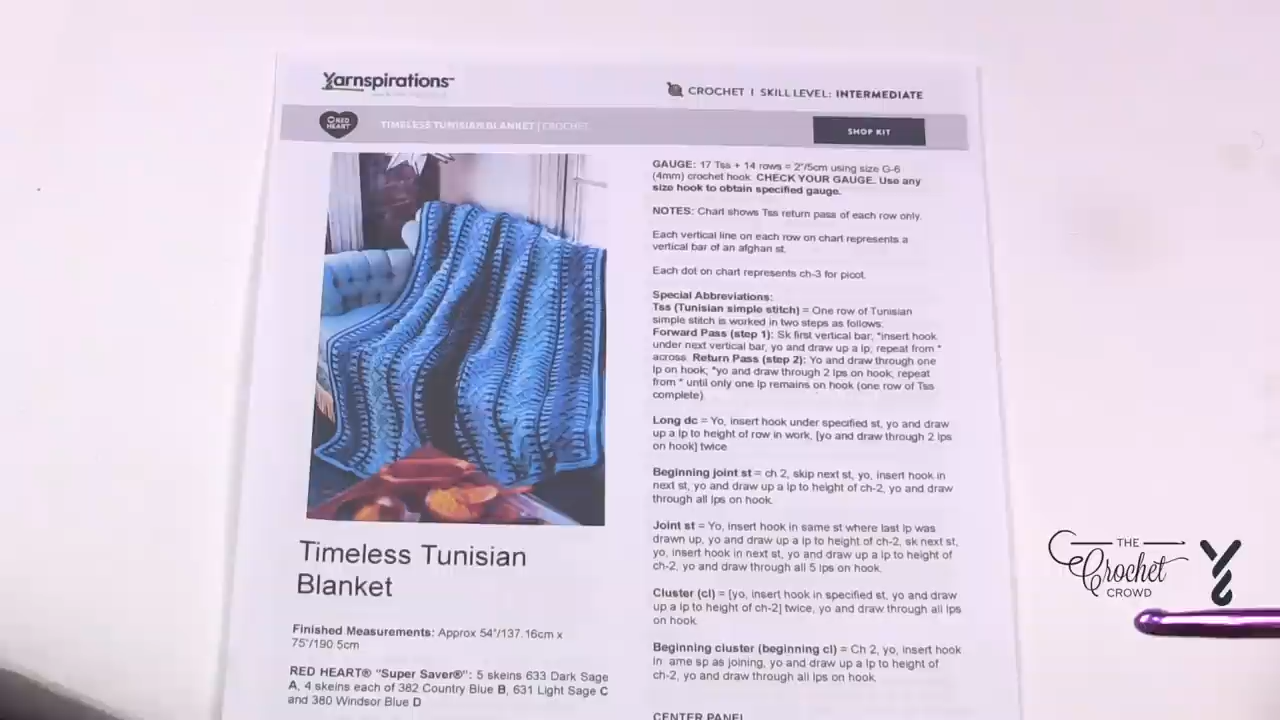 Yarnspirations™
CROCHET | SKILL LEVEL: INTERMEDIATE
RED
HEART
TIMELESS TUNISIAN BLANKET | CROCHET
SHOP KIT
Timeless Tunisian
Blanket
Finished Measurements: Approx 54"/137.16cm x
75"/190.5cm
RED HEART® "Super Saver®": 5 skeins 633 Dark Sage
A, 4 skeins each of 382 Country Blue B, 631 Light Sage C
and 380 Windsor Blue D
GAUGE: 17 Tss + 14 rows = 2"/5cm using size G-6
(4mm) crochet hook. CHECK YOUR GAUGE. Use any
size hook to obtain specified gauge.
NOTES: Chart shows Tss return pass of each row only.
Each vertical line on each row on chart represents a
vertical bar of an afghan st.
Each dot on chart represents ch-3 for picot.
Special Abbreviations:
Tss (Tunisian simple stitch) = One row of Tunisian
simple stitch is worked in two steps as follows:
Forward Pass (step 1): Sk first vertical bar, *insert hook
under next vertical bar, yo and draw up a lp; repeat from *
across. Return Pass (step 2): Yo and draw through one
lp on hook; *yo and draw through 2 lps on hook; repeat
from * until only one lp remains on hook (one row of Tss
complete)
Long dc = Yo, insert hook under specified st, yo and draw
up a lp to height of row in work, [yo and draw through 2 lps
on hook] twice.
Beginning joint st = ch 2, skip next st, yo, insert hook in
next st, yo and draw up a lp to height of ch-2, yo and draw
through all lps on hook.
Joint st = Yo, insert hook in same st where last lp was
drawn up, yo and draw up a lp to height of ch-2, sk next st,
yo, insert hook in next st, yo and draw up a lp to height of
ch-2, yo and draw through all 5 lps on hook.
Cluster (cl) = [yo, insert hook in specified st, yo and draw
up a lp to height of ch-2] twice, yo and draw through all lps
on hook.
Beginning cluster (beginning cl) = Ch 2, yo, insert hook
in ame sp as joining, yo and draw up a lp to height of
ch-2, yo and draw through all lps on hook.
CENTER PANEL
THE
Crochet
CROWD